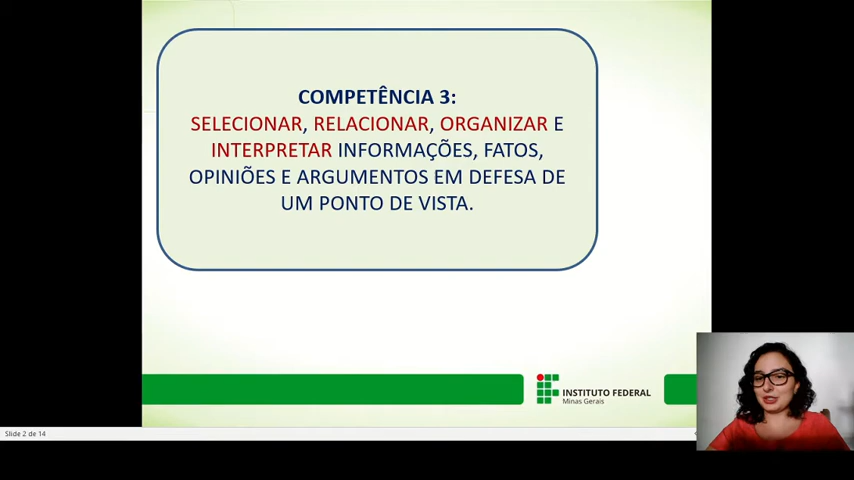 COMPETÊNCIA 3:
SELECIONAR, RELACIONAR, ORGANIZAR E
INTERPRETAR INFORMAÇÕES, FATOS,
OPINIÕES E ARGUMENTOS EM DEFESA DE
UM PONTO DE VISTA.
INSTITUTO FEDERAL
Minas Gerais
Slide 2 de 14